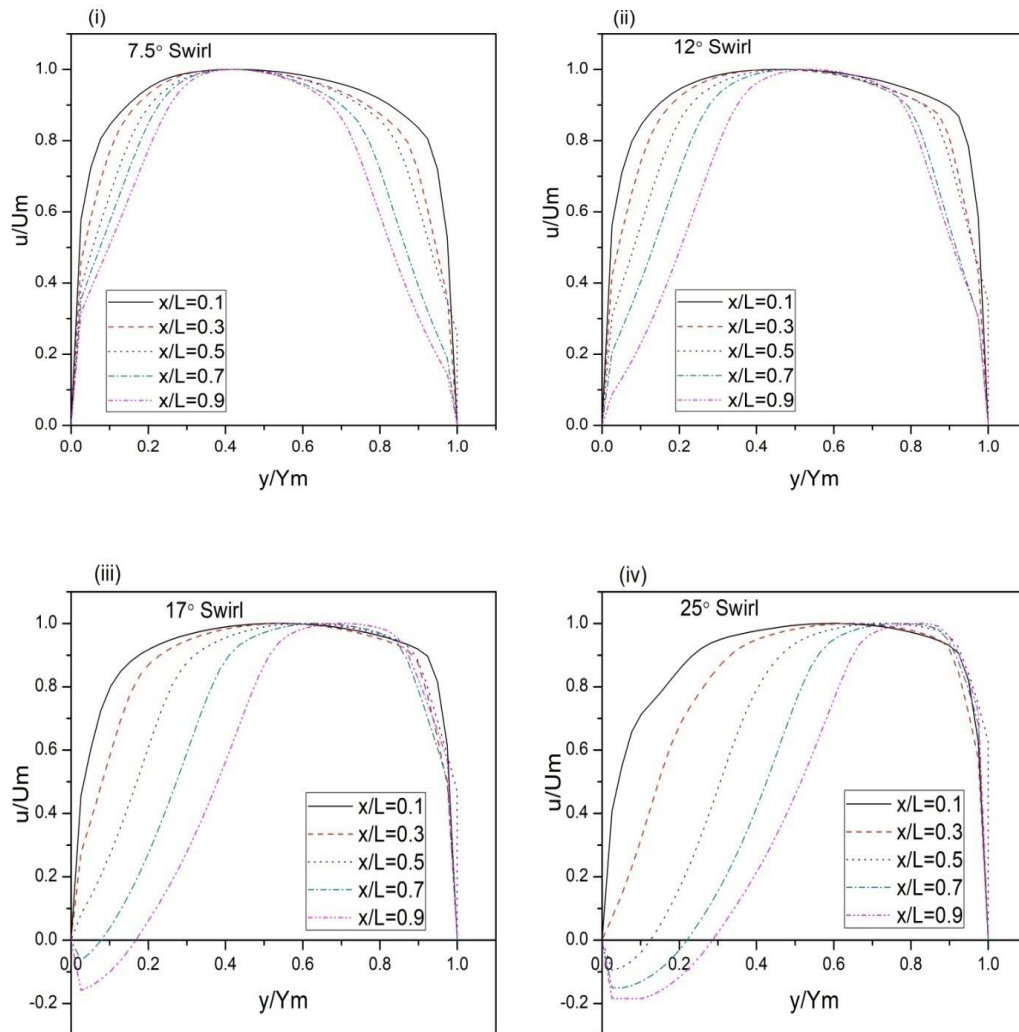 (i)
7.5° Swirl
1.0
0.8
0.6
0.4
0.2
0.0
u/Um
x/L=0.1
x/L=0.3
x/L=0.5
x/L=0.7
x/L=0.9
0.0 0.2 0.4 0.6 0.8 1.0
y/Ym
(ii)
12° Swirl
1.0
0.8
0.6
0.4
0.2
0.0
u/Um
x/L=0.1
x/L=0.3
x/L=0.5
x/L=0.7
x/L=0.9
0.0 0.2 0.4 0.6 0.8 1.0
y/Ym
(iii)
17° Swirl
1.0
0.8
0.6
0.4
0.2
0.0
-0.2
u/Um
x/L=0.1
x/L=0.3
x/L=0.5
x/L=0.7
x/L=0.9
0.0 0.2 0.4 0.6 0.8 1.0
y/Ym
(iv)
25° Swirl
1.0
0.8
0.6
0.4
0.2
0.0
-0.2
u/Um
x/L=0.1
x/L=0.3
x/L=0.5
x/L=0.7
x/L=0.9
0.0 0.2 0.4 0.6 0.8 1.0
y/Ym